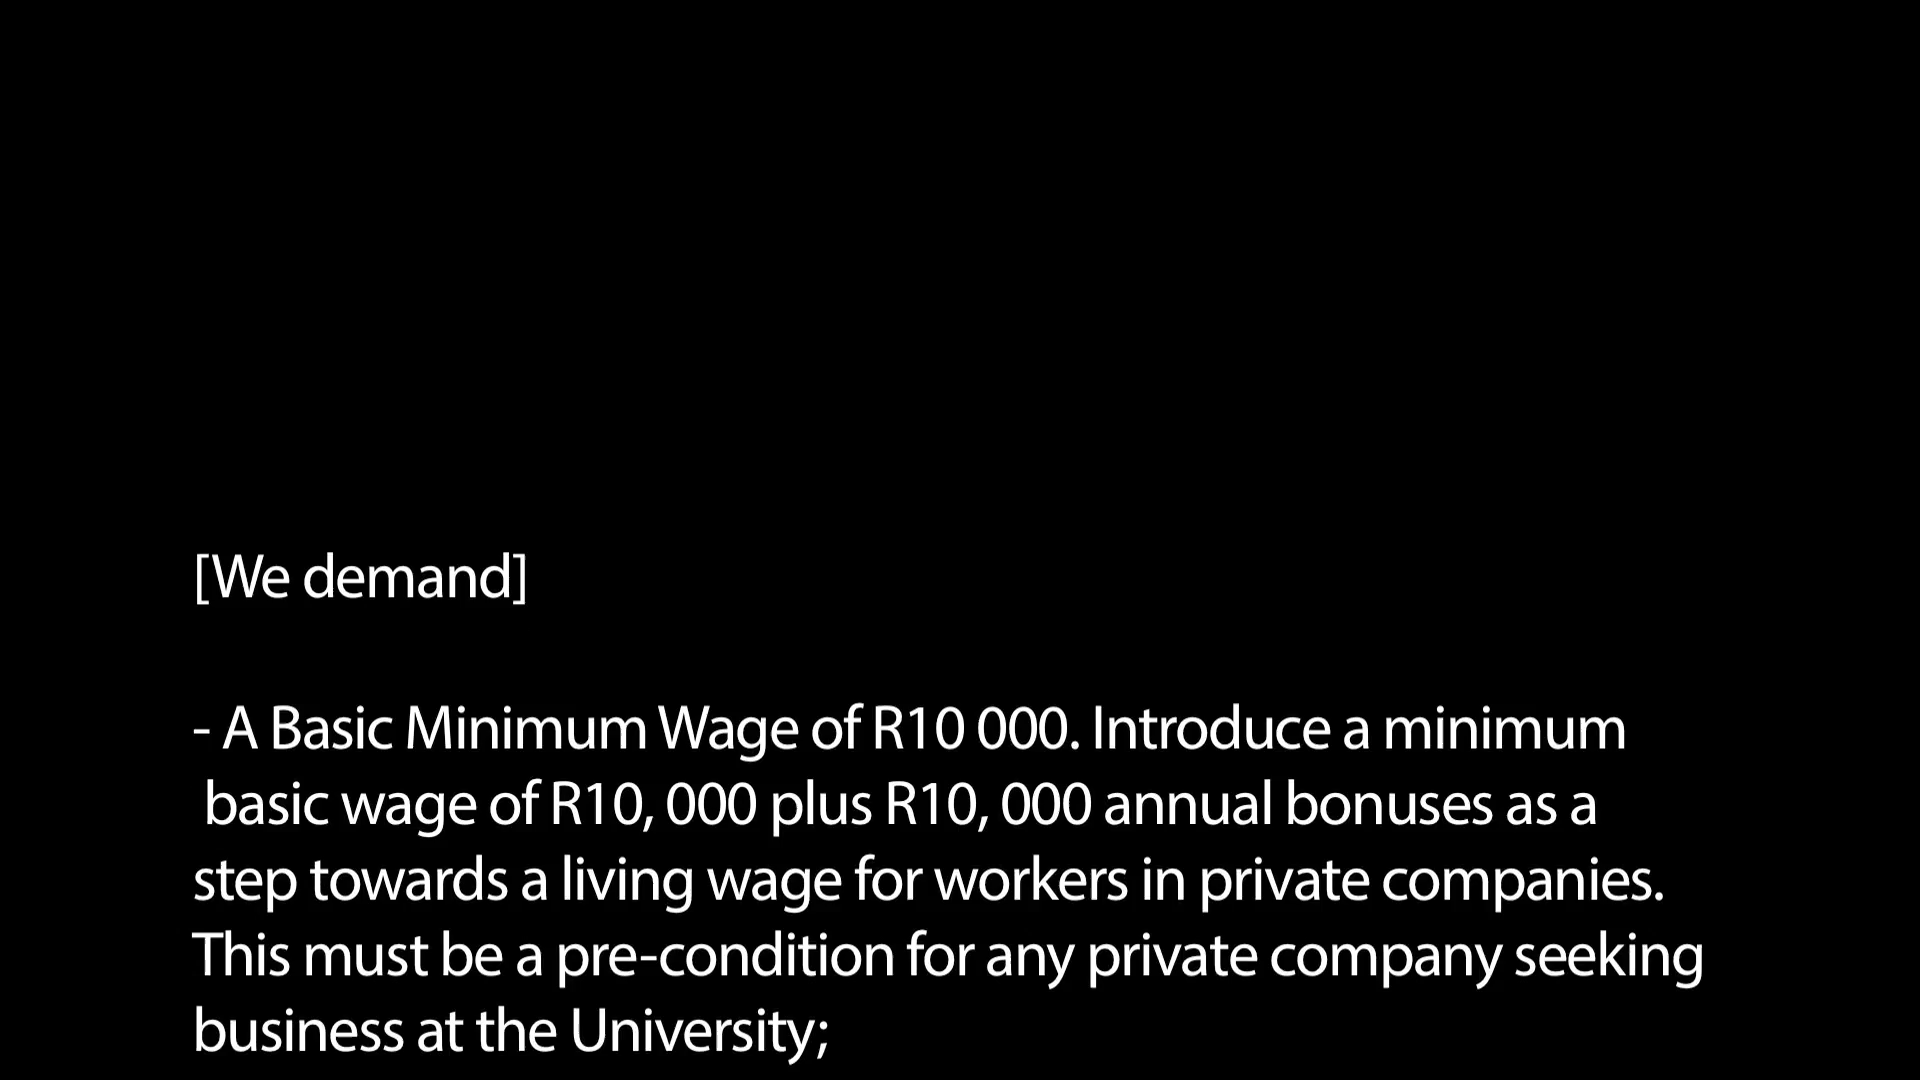 [We demand]
- A Basic Minimum Wage of R10 000. Introduce a minimum
basic wage of R10, 000 plus R10, 000 annual bonuses as a
step towards a living wage for workers in private companies.
This must be a pre-condition for any private company seeking
business at the University;